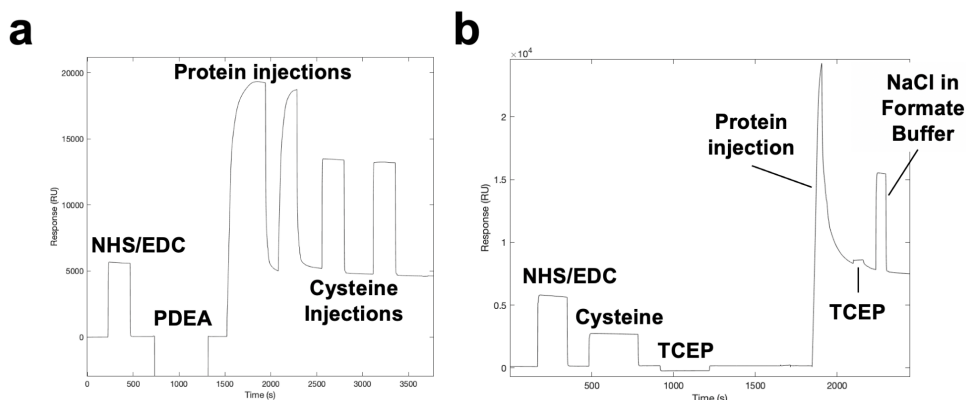 a
Protein injections
20000
15000
10000
5000
0
Response (RU)
NHS/EDC
PDEA
Cysteine
Injections
0
500
1000
1500
2000
2500
3000
3500
Time (s)
b
× 10⁴
2
1.5
1
0.5
0
Response (RU)
NHS/EDC
Cysteine
TCEP
Protein
injection
TCEP
NaCl in
Formate
Buffer
500
1000
1500
2000
Time (s)